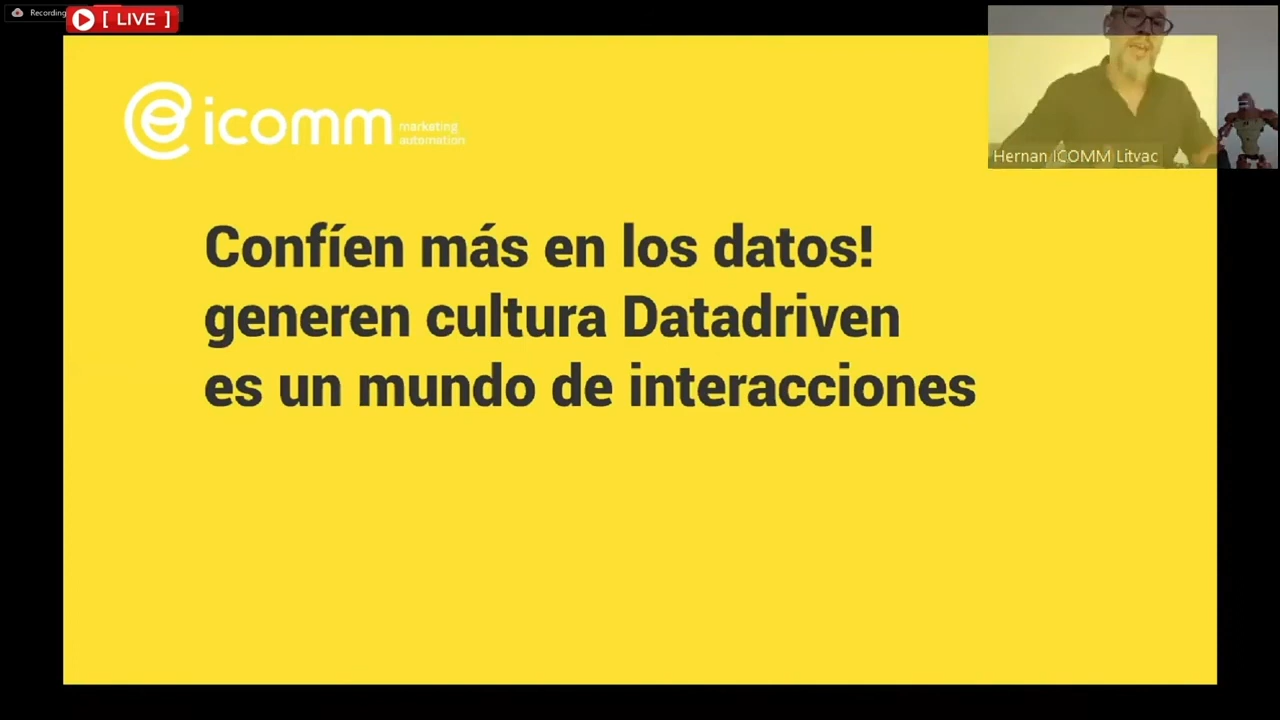 Recording
[ LIVE ]
icomm
marketing
automation
Hernan ICOMM Litvac
Confíen más en los datos!
generen cultura Datadriven
es un mundo de interacciones